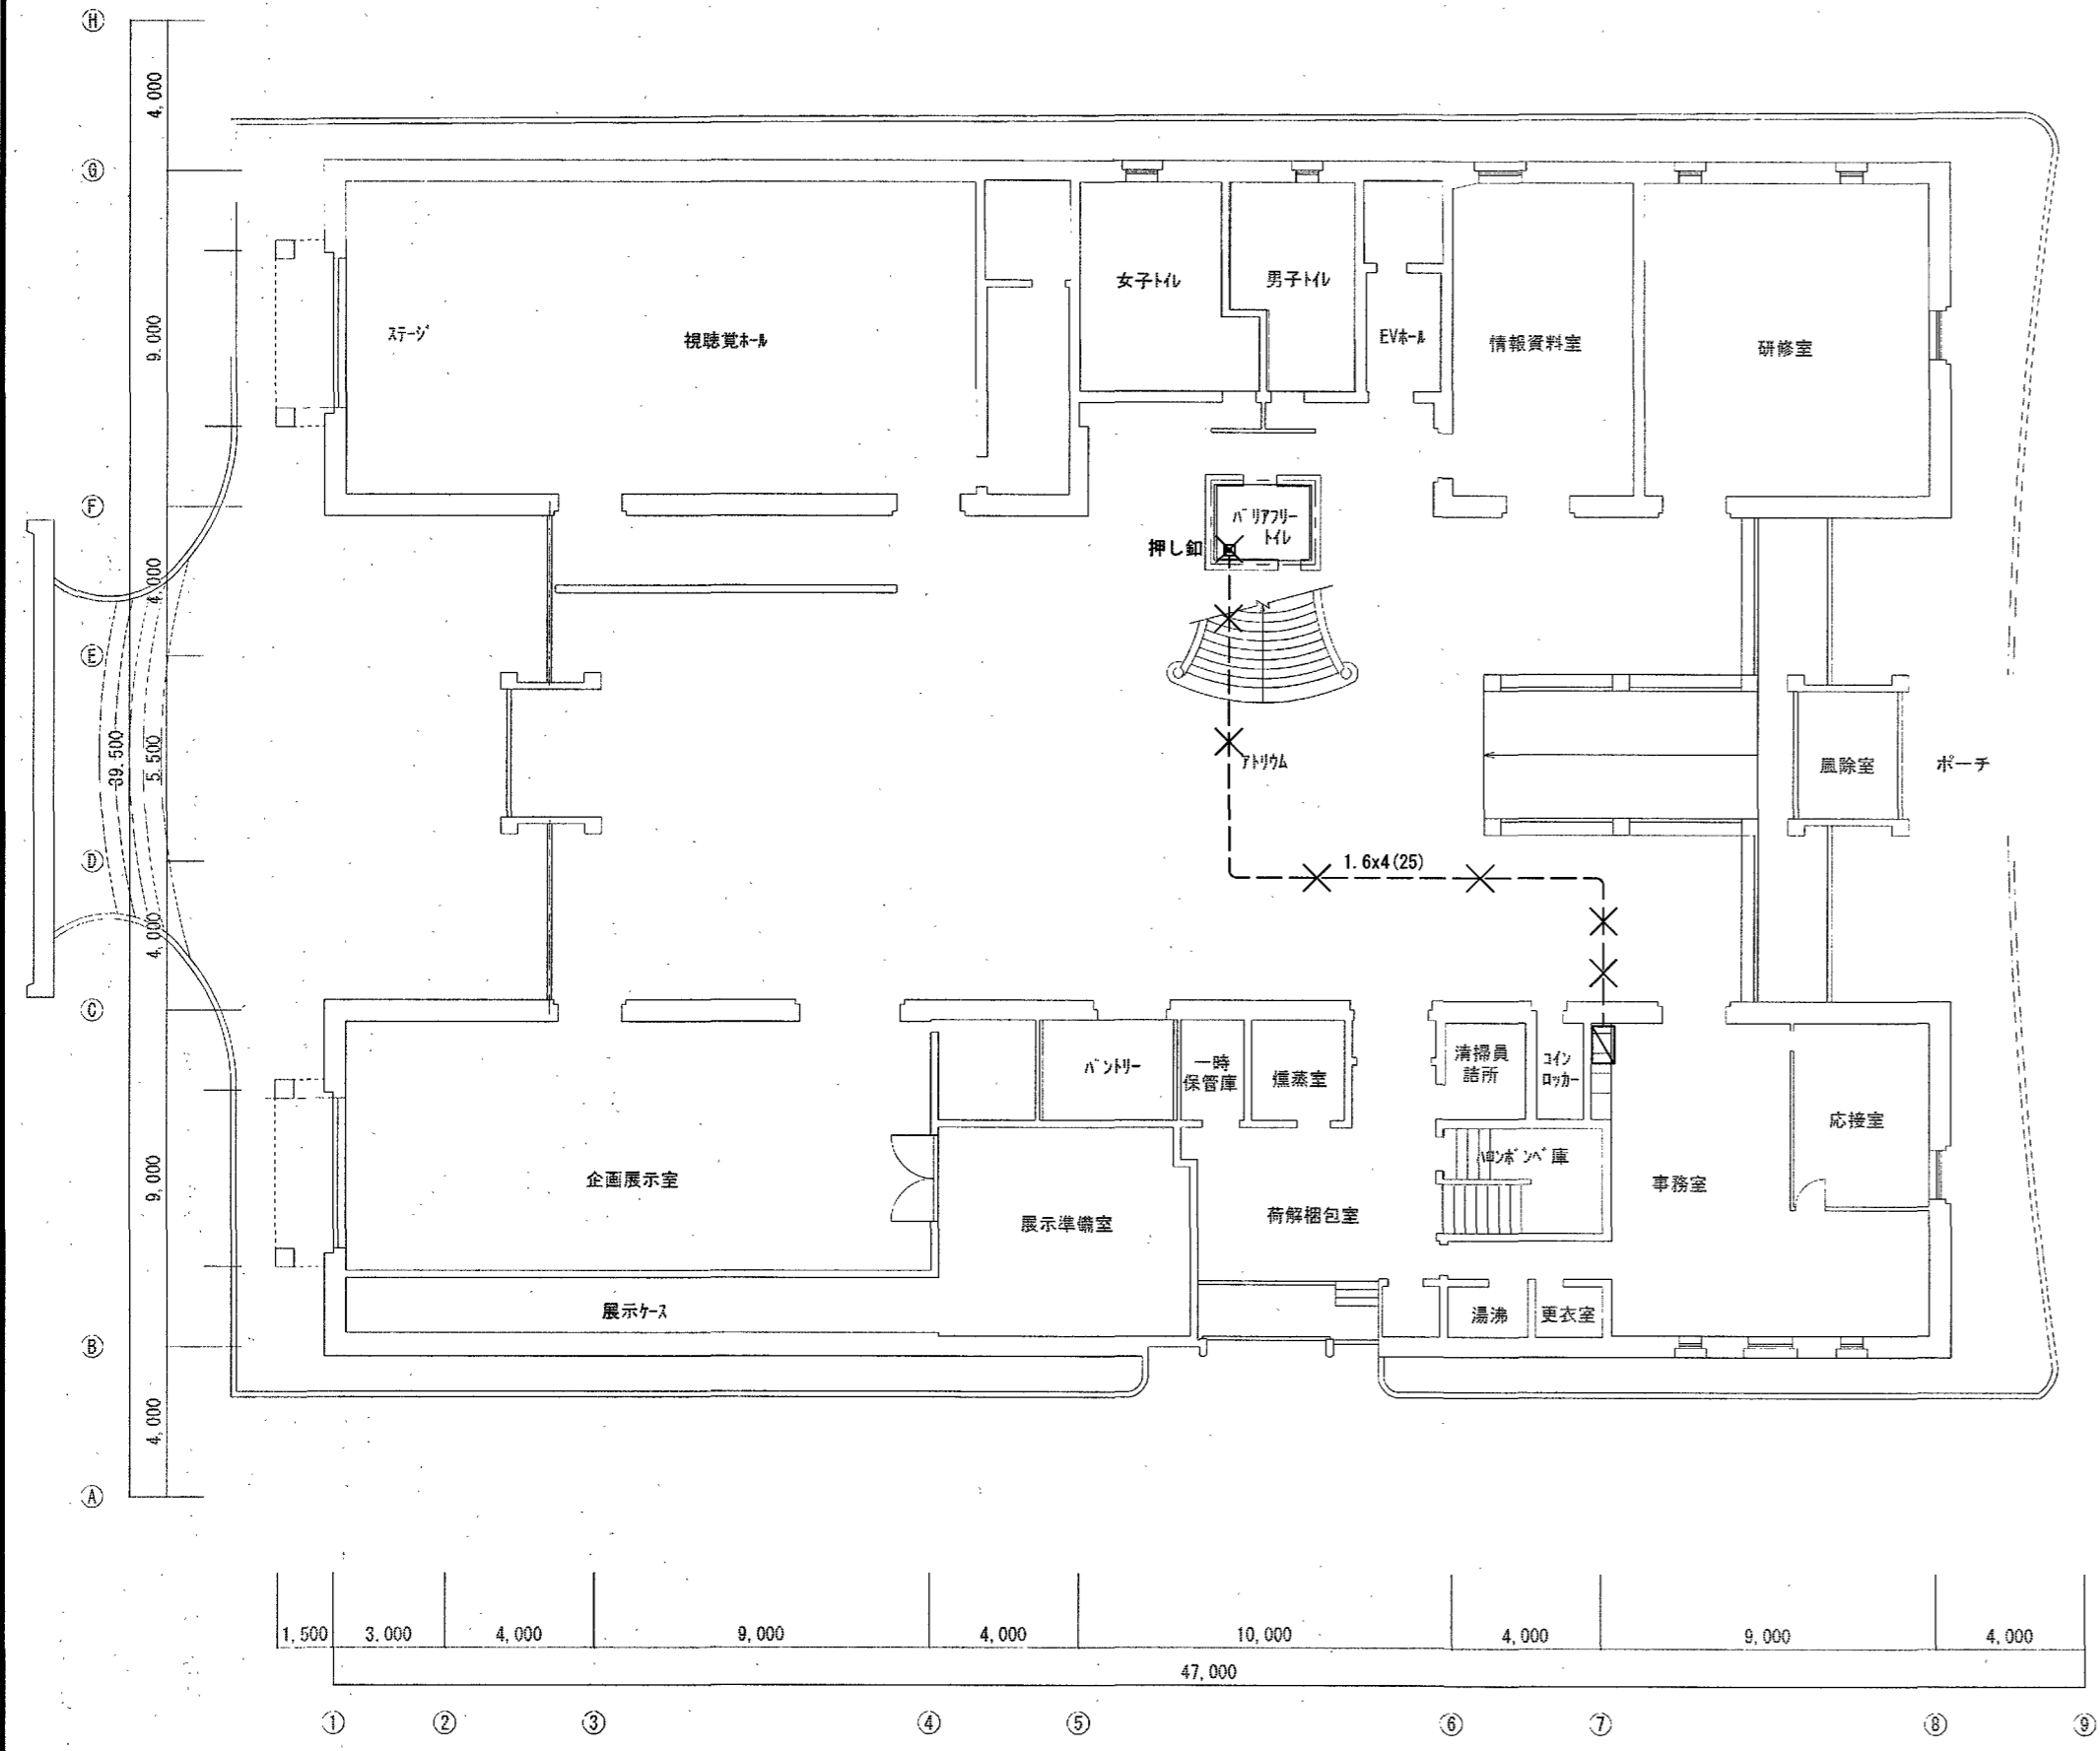 Ⓗ
4,000
Ⓖ
女子トイレ
男子トイレ
EVホール
ステージ
視聴覚ホール
情報資料室
研修室
9,000
Ⓕ
バリアフリー
トイレ
押し釦
4,000
Ⓔ
39,500
5,500
アトリウム
風除室
ポーチ
Ⓓ
1.6x4(25)
4,000
Ⓒ
パントリー
一時
保管庫
燻蒸室
清掃員
詰所
コイン
ロッカー
応接室
9,000
企画展示室
展示準備室
荷解梱包室
ハロンボンベ庫
事務室
展示ケース
湯沸
更衣室
Ⓑ
4,000
Ⓐ
1,500
3.000
4,000
9,000
4,000
10,000
4,000
9,000
4,000
47,000
①
②
③
④
⑤
⑥
⑦
⑧
⑨